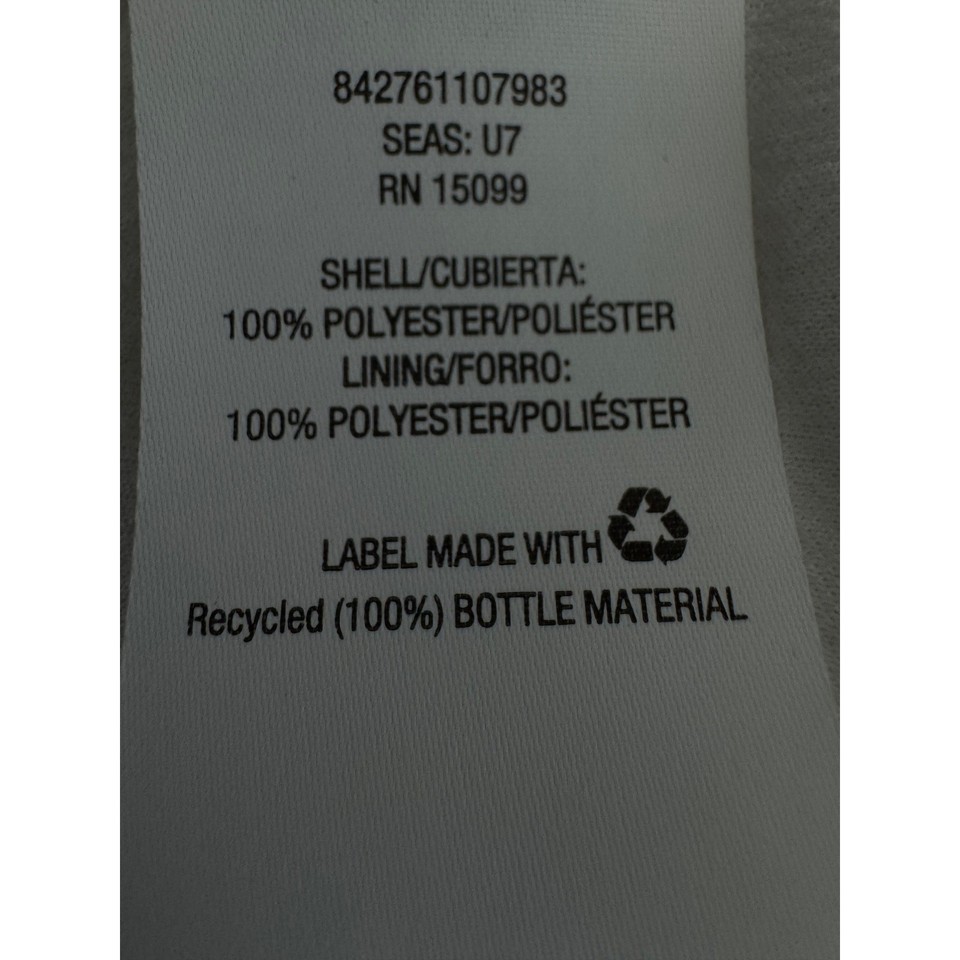 842761107983
SEAS: U7
RN 15099
SHELL/CUBIERTA:
100% POLYESTER/POLIÉSTER
LINING/FORRO:
100% POLYESTER/POLIÉSTER
LABEL MADE WITH
Recycled (100%) BOTTLE MATERIAL